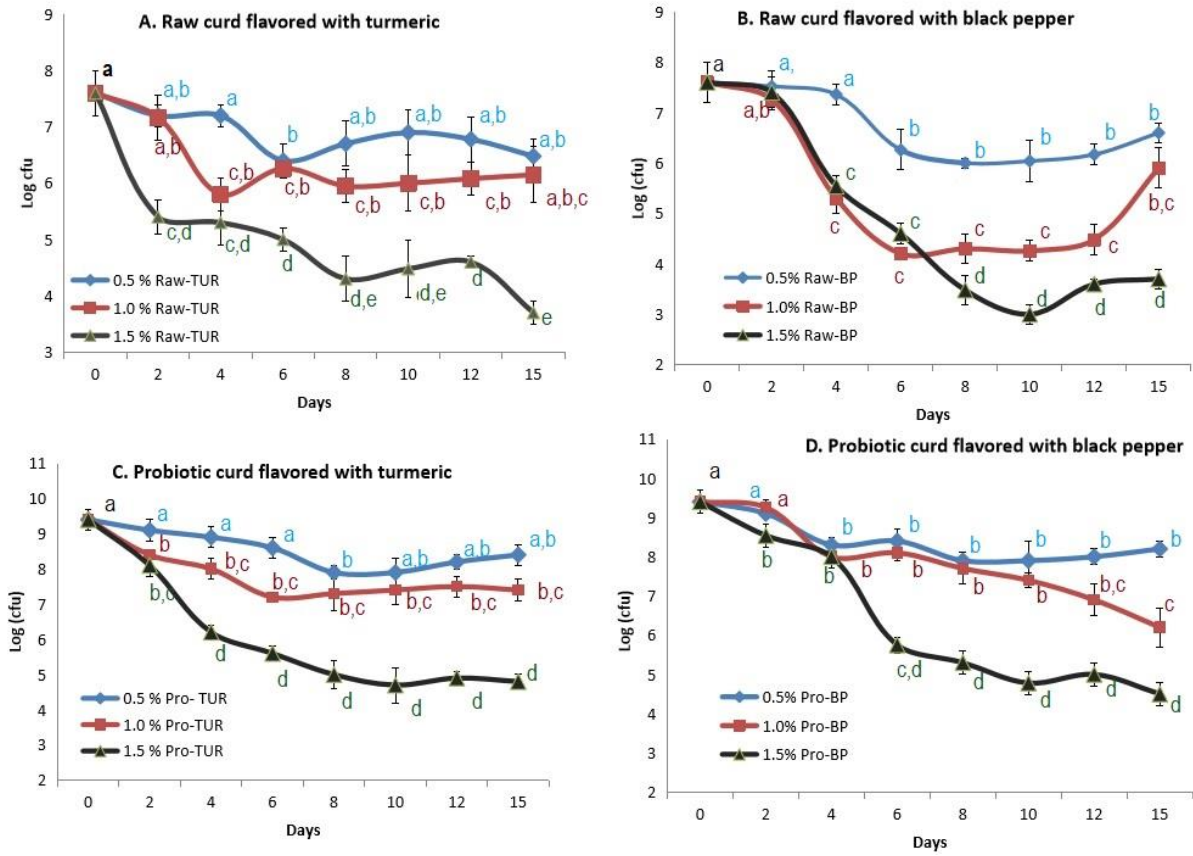 A. Raw curd flavored with turmeric
9
8
7
6
5
4
3
Log cfu
a
a,b
a
b
a,b
a,b
a,b
a,b
a,b
c,b
c,b
c,b
c,b
c,b
a,b,c
c,d
c,d
d
d,e
d,e
d
e
0.5 % Raw-TUR
1.0 % Raw-TUR
1.5 % Raw-TUR
0 2 4 6 8 10 12 15
Days
B. Raw curd flavored with black pepper
9
8
7
6
5
4
3
2
Log (cfu)
a
a,
a
b
b
b
b
b
a,b
c
c
c
c
c
b,c
c
c
d
d
d
d
0.5% Raw-BP
1.0% Raw-BP
1.5% Raw-BP
0 2 4 6 8 10 12 15
Days
C. Probiotic curd flavored with turmeric
11
10
9
8
7
6
5
4
3
2
Log (cfu)
a
a
a
a
b
a,b
a,b
a,b
b
b,c
b,c
b,c
b,c
b,c
b,c
b,c
d
d
d
d
d
d
0.5 % Pro- TUR
1.0 % Pro-TUR
1.5 % Pro-TUR
0 2 4 6 8 10 12 15
Days
D. Probiotic curd flavored with black pepper
11
10
9
8
7
6
5
4
3
2
Log (cfu)
a
a
a
b
b
b
b
b
b
b
b
b
b
b
b,c
c
b
c,d
d
d
d
d
0.5% Pro-BP
1.0% Pro-BP
1.5% Pro-BP
0 2 4 6 8 10 12 15
Days